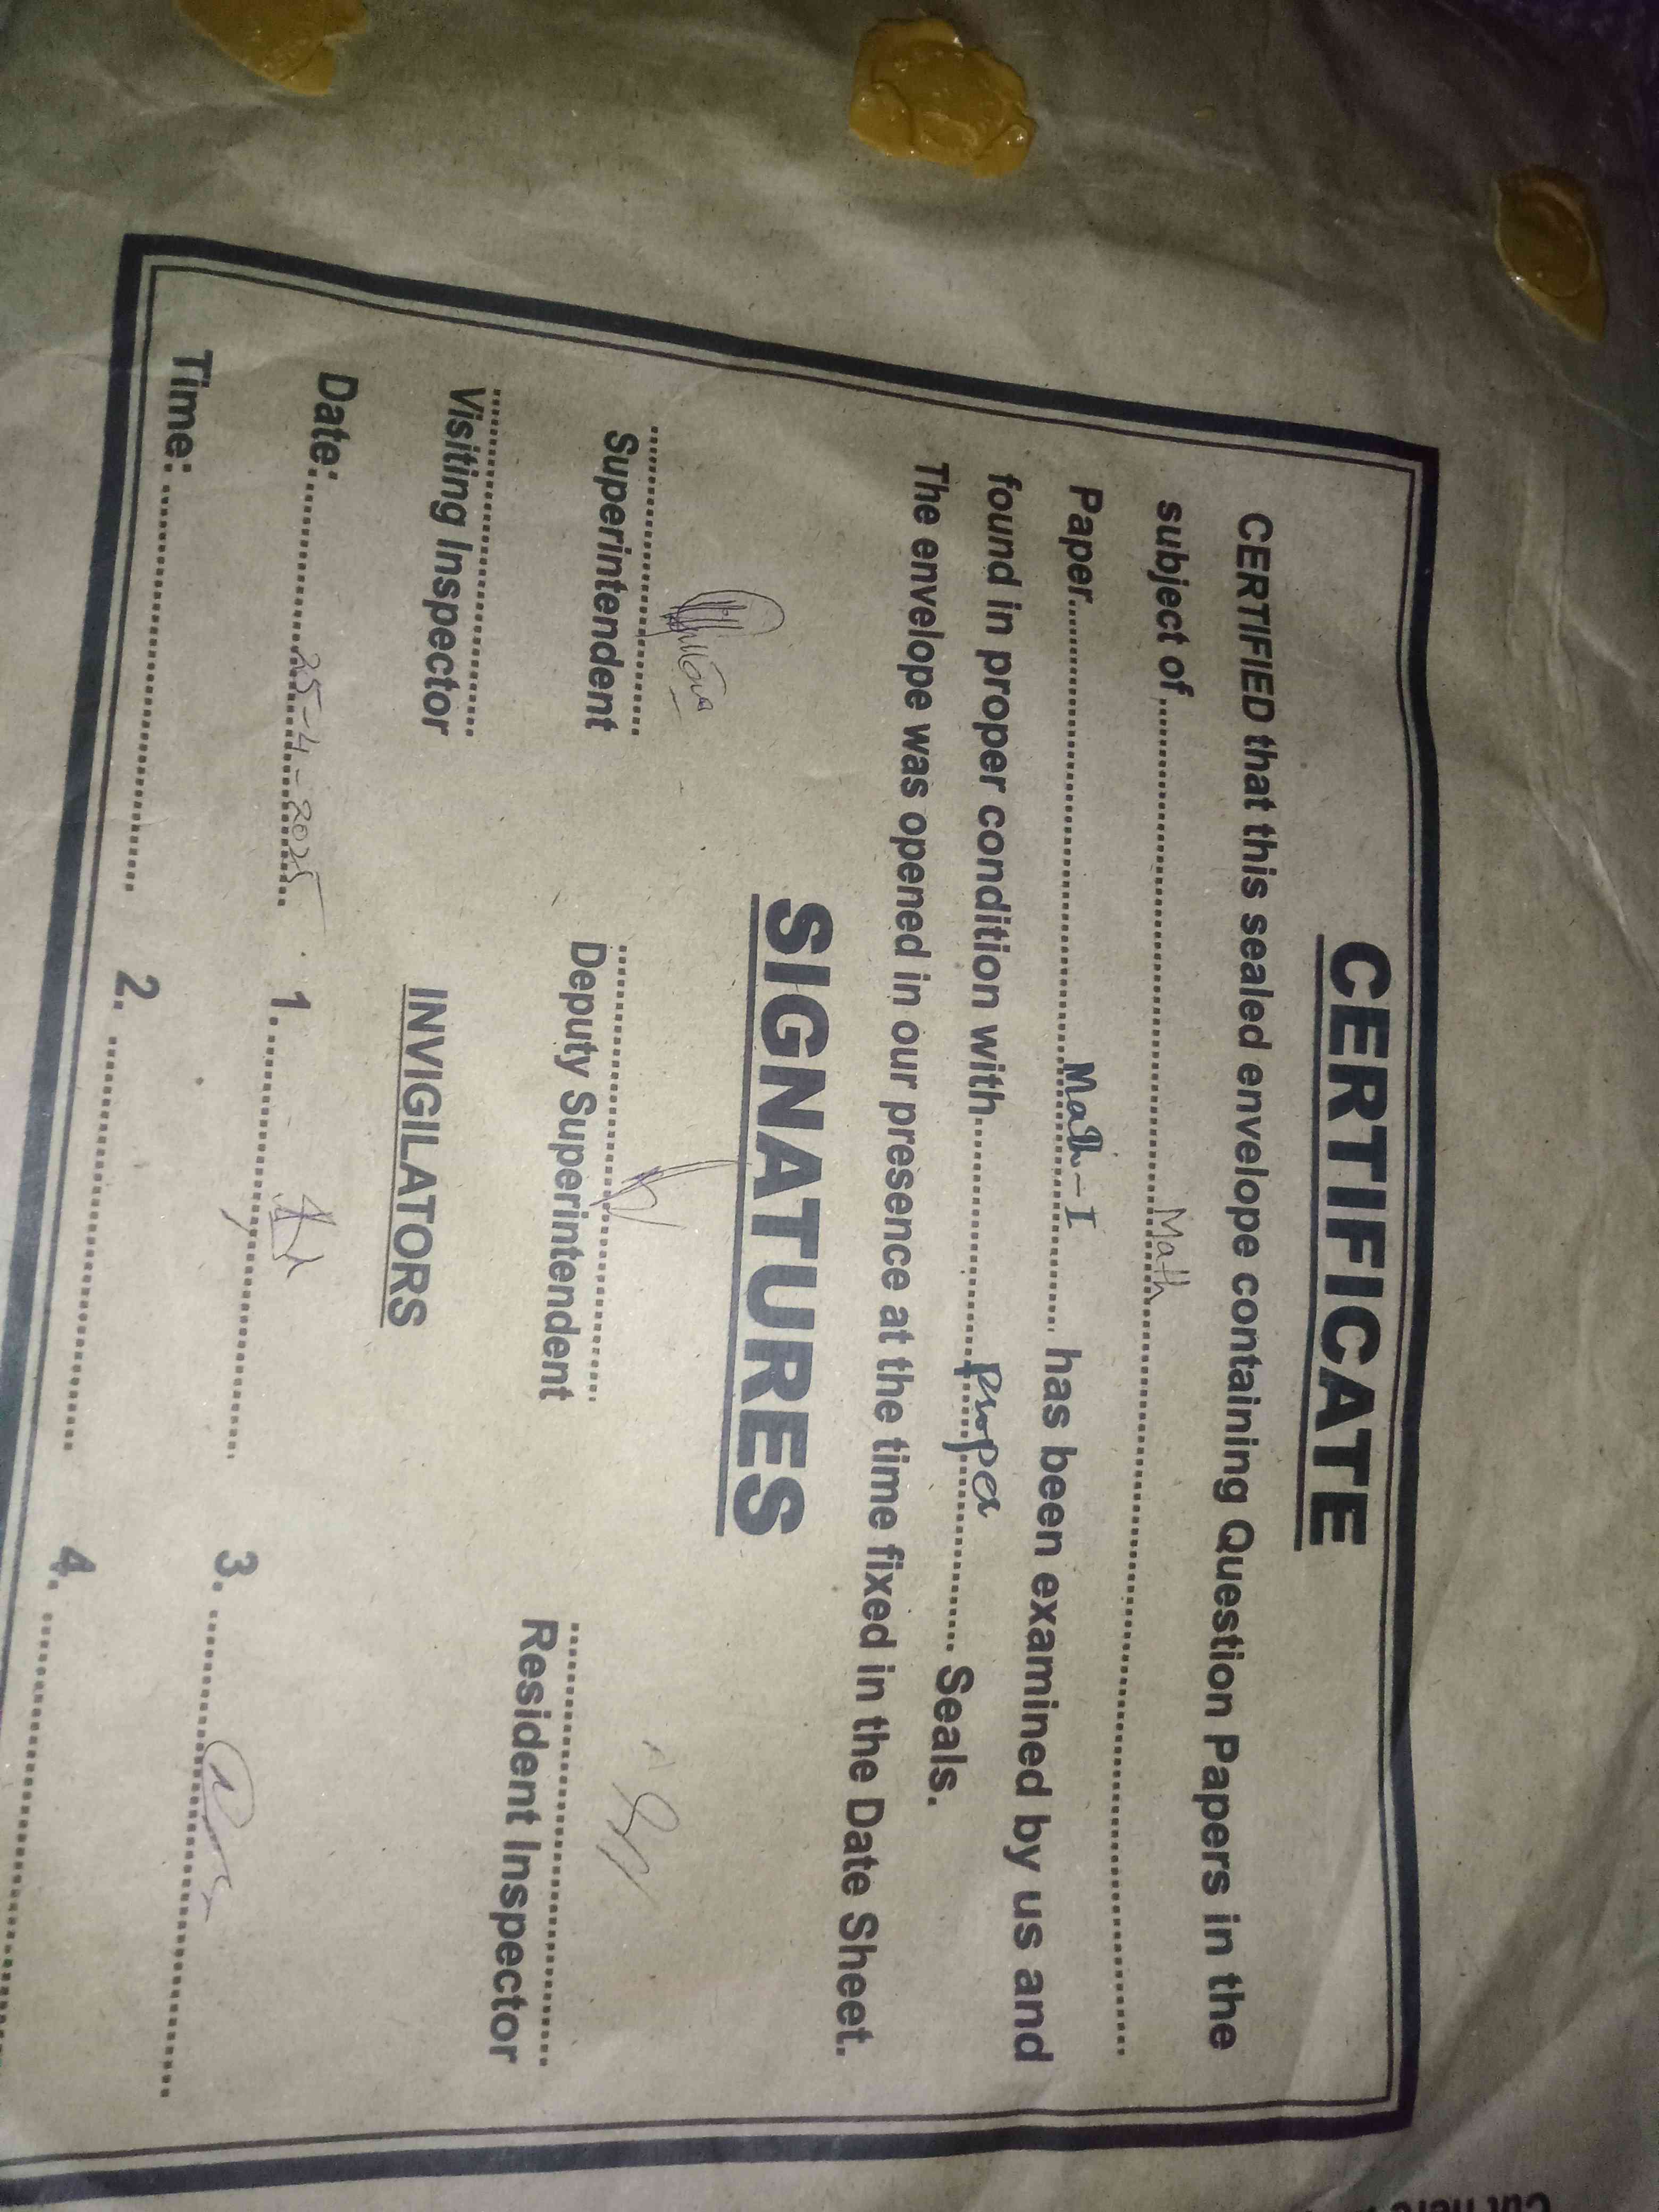 CERTIFICATE
CERTIFIED that this sealed envelope containing Question Papers in the
subject of.......... Math ..........
Paper.......... Math-I .......... has been examined by us and
found in proper condition with.......... proper .......... Seals.
The envelope was opened in our presence at the time fixed in the Date Sheet.
SIGNATURES
Superintendent Deputy Superintendent Resident Inspector
Visiting Inspector INVIGILATORS
Date:.......... 25-4-2025 1. .......... 3. ..........
Time: .......... 2. .......... 4. ..........